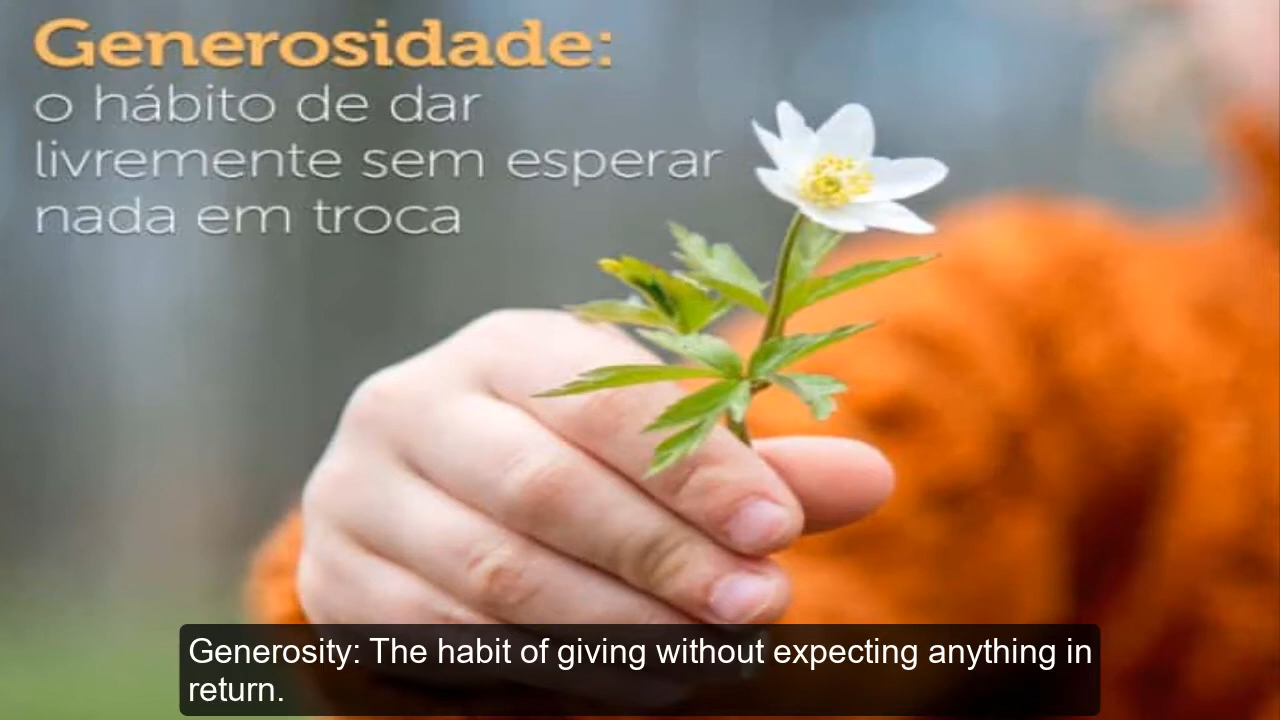 Generosidade:
o hábito de dar
livremente sem esperar
nada em troca
Generosity: The habit of giving without expecting anything in
return.